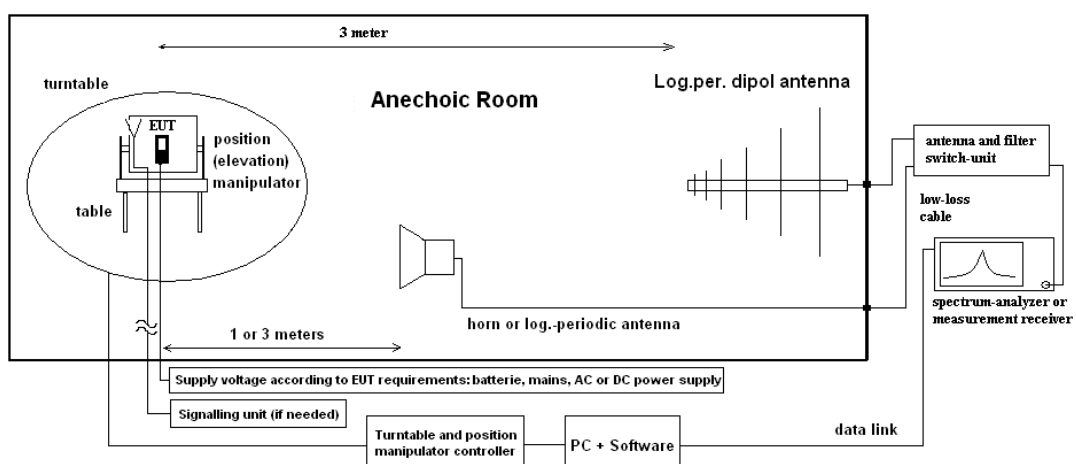 3 meter
turntable
Log.per. dipol antenna
Anechoic Room
EUT
position
(elevation)
manipulator
table
antenna and filter
switch-unit
low-loss
cable
spectrum-analyzer or
measurement receiver
horn or log.-periodic antenna
1 or 3 meters
Supply voltage according to EUT requirements: batterie, mains, AC or DC power supply
Signalling unit (if needed)
Turntable and position
manipulator controller
PC + Software
data link